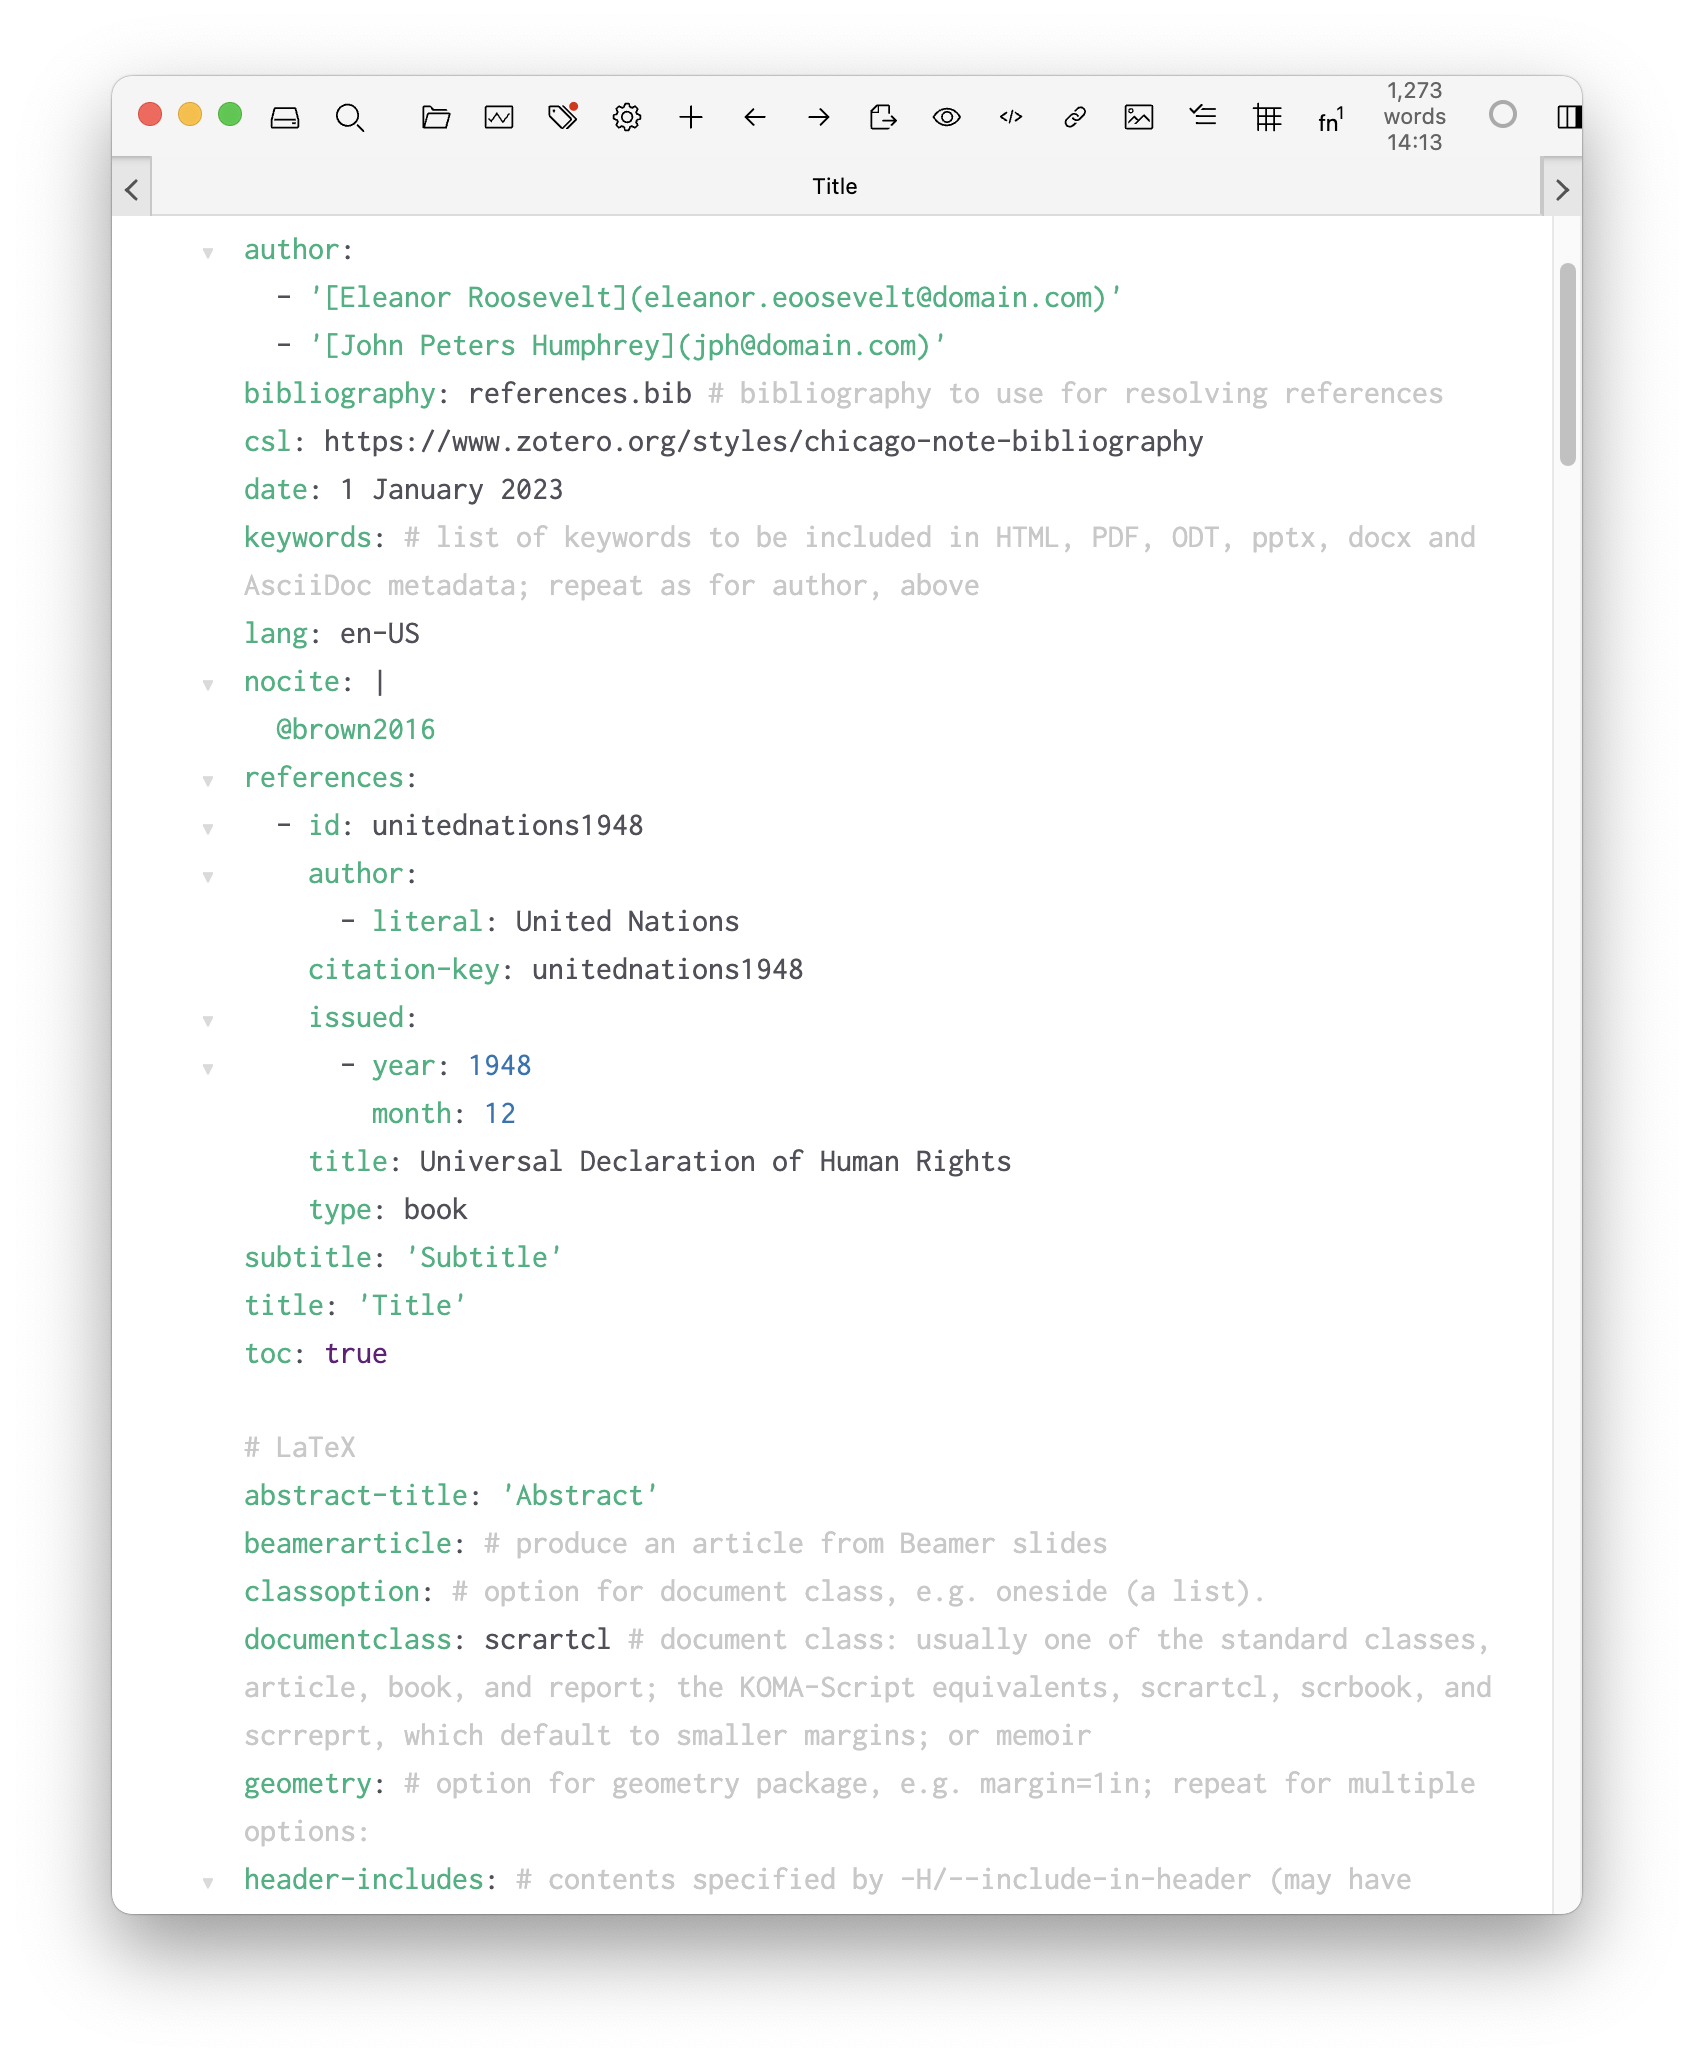 </>
fn1
1,273
words
14:13
Title
author:
- '[Eleanor Roosevelt](eleanor.eoosevelt@domain.com)'
- '[John Peters Humphrey](jph@domain.com)'
bibliography: references.bib # bibliography to use for resolving references
csl: https://www.zotero.org/styles/chicago-note-bibliography
date: 1 January 2023
keywords: # list of keywords to be included in HTML, PDF, ODT, pptx, docx and
AsciiDoc metadata; repeat as for author, above
lang: en-US
nocite: |
@brown2016
references:
- id: unitednations1948
author:
- literal: United Nations
citation-key: unitednations1948
issued:
- year: 1948
month: 12
title: Universal Declaration of Human Rights
type: book
subtitle: 'Subtitle'
title: 'Title'
toc: true
# LaTeX
abstract-title: 'Abstract'
beamerarticle: # produce an article from Beamer slides
classoption: # option for document class, e.g. oneside (a list).
documentclass: scrartcl # document class: usually one of the standard classes,
article, book, and report; the KOMA-Script equivalents, scrartcl, scrbook, and
scrreprt, which default to smaller margins; or memoir
geometry: # option for geometry package, e.g. margin=1in; repeat for multiple
options:
header-includes: # contents specified by -H/--include-in-header (may have